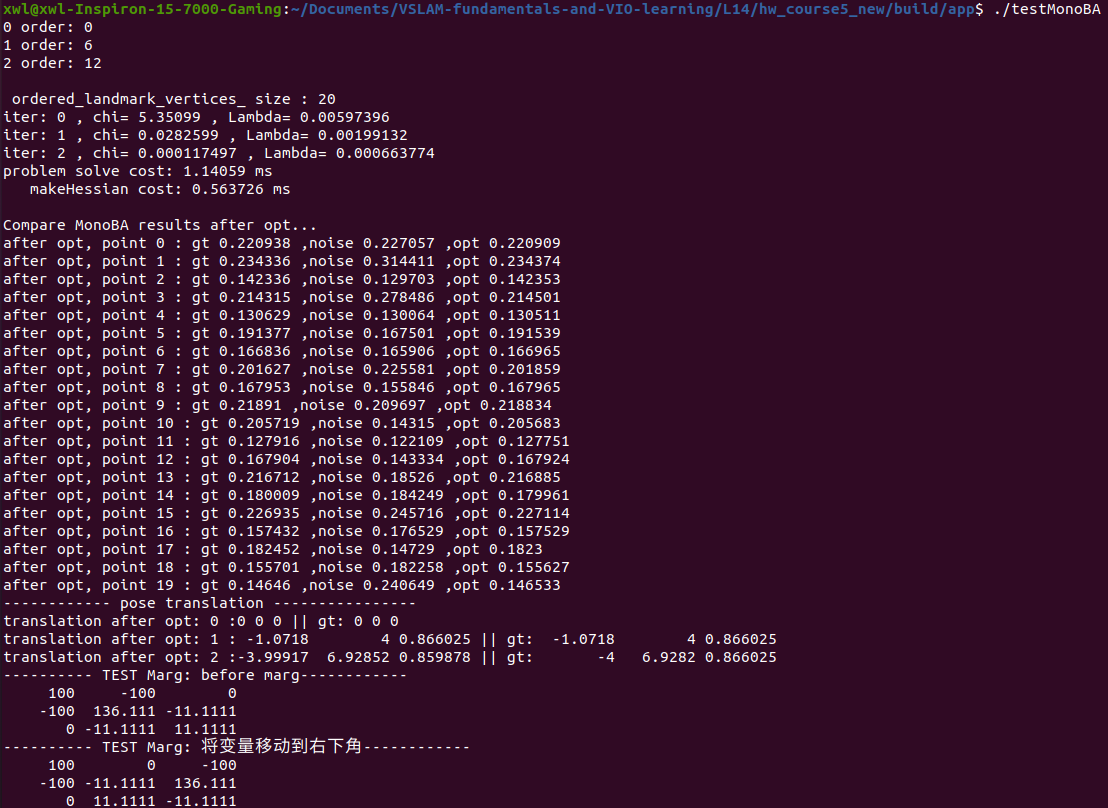 xwl@xwl-Inspiron-15-7000-Gaming:~/Documents/VSLAM-fundamentals-and-VIO-learning/L14/hw_course5_new/build/app$ ./testMonoBA
0 order: 0
1 order: 6
2 order: 12

 ordered_landmark_vertices_ size : 20
iter: 0 , chi= 5.35099 , Lambda= 0.00597396
iter: 1 , chi= 0.0282599 , Lambda= 0.00199132
iter: 2 , chi= 0.000117497 , Lambda= 0.000663774
problem solve cost: 1.14059 ms
   makeHessian cost: 0.563726 ms

Compare MonoBA results after opt...
after opt, point 0 : gt 0.220938 ,noise 0.227057 ,opt 0.220909
after opt, point 1 : gt 0.234336 ,noise 0.314411 ,opt 0.234374
after opt, point 2 : gt 0.142336 ,noise 0.129703 ,opt 0.142353
after opt, point 3 : gt 0.214315 ,noise 0.278486 ,opt 0.214501
after opt, point 4 : gt 0.130629 ,noise 0.130064 ,opt 0.130511
after opt, point 5 : gt 0.191377 ,noise 0.167501 ,opt 0.191539
after opt, point 6 : gt 0.166836 ,noise 0.165906 ,opt 0.166965
after opt, point 7 : gt 0.201627 ,noise 0.225581 ,opt 0.201859
after opt, point 8 : gt 0.167953 ,noise 0.155846 ,opt 0.167965
after opt, point 9 : gt 0.21891 ,noise 0.209697 ,opt 0.218834
after opt, point 10 : gt 0.205719 ,noise 0.14315 ,opt 0.205683
after opt, point 11 : gt 0.127916 ,noise 0.122109 ,opt 0.127751
after opt, point 12 : gt 0.167904 ,noise 0.143334 ,opt 0.167924
after opt, point 13 : gt 0.216712 ,noise 0.18526 ,opt 0.216885
after opt, point 14 : gt 0.180009 ,noise 0.184249 ,opt 0.179961
after opt, point 15 : gt 0.226935 ,noise 0.245716 ,opt 0.227114
after opt, point 16 : gt 0.157432 ,noise 0.176529 ,opt 0.157529
after opt, point 17 : gt 0.182452 ,noise 0.14729 ,opt 0.1823
after opt, point 18 : gt 0.155701 ,noise 0.182258 ,opt 0.155627
after opt, point 19 : gt 0.14646 ,noise 0.240649 ,opt 0.146533
------------ pose translation ----------------
translation after opt: 0 :0 0 0 || gt: 0 0 0
translation after opt: 1 : -1.0718        4 0.866025 || gt:  -1.0718        4 0.866025
translation after opt: 2 :-3.99917  6.92852 0.859878 || gt:       -4   6.9282 0.866025
---------- TEST Marg: before marg------------
     100     -100        0
    -100  136.111 -11.1111
       0 -11.1111  11.1111
---------- TEST Marg: 将变量移动到右下角------------
     100        0     -100
    -100 -11.1111  136.111
       0  11.1111 -11.1111